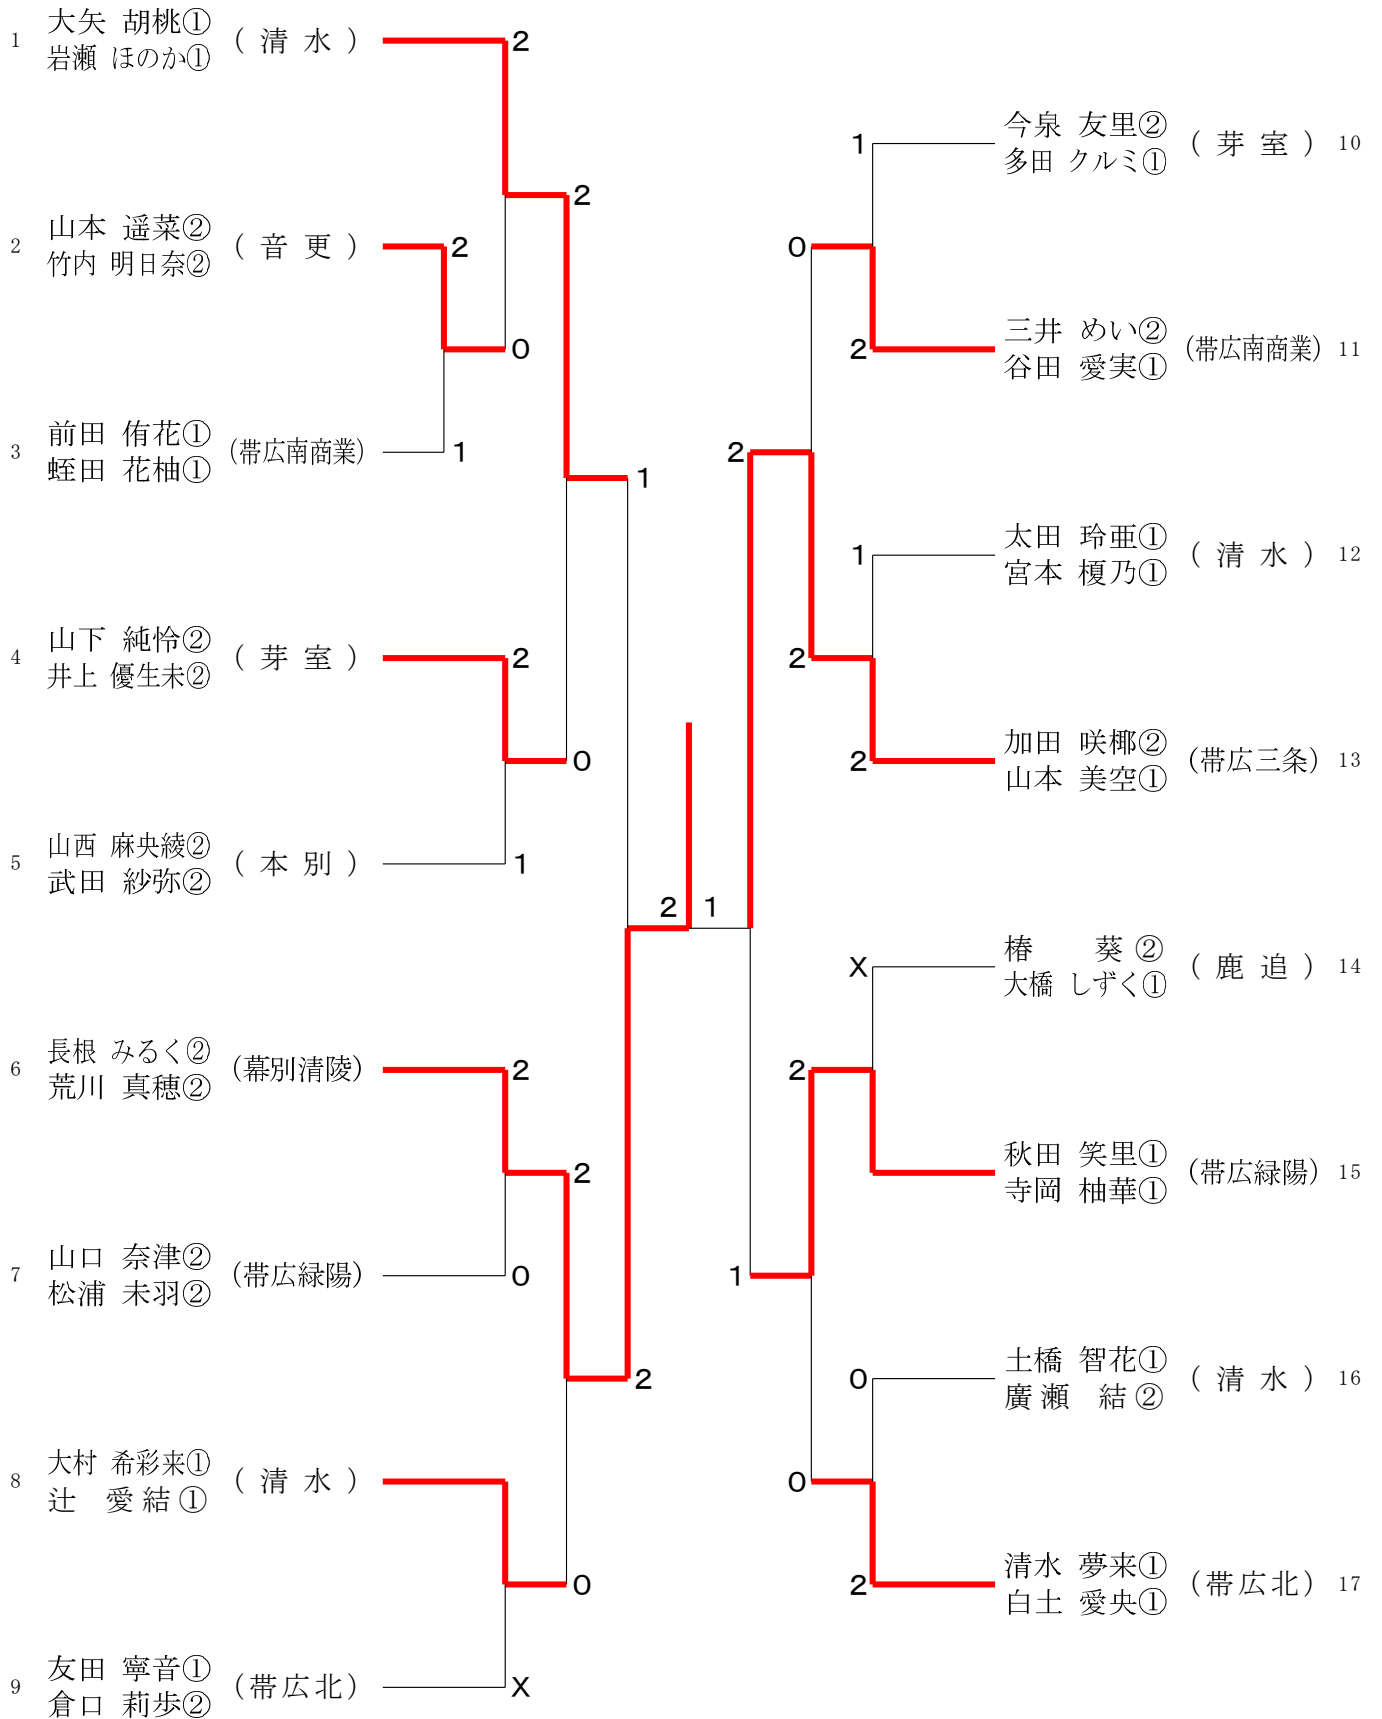 1 大矢 胡桃① ( 清 水 ) 2
岩瀬 ほのか①
2
2 山本 遥菜② ( 音 更 ) 2
竹内 明日奈②
0
3 前田 侑花① (帯広南商業) 1
蛭田 花柚①
1
4 山下 純怜② ( 芽 室 ) 2
井上 優生未②
0
5 山西 麻央綾② ( 本 別 ) 1
武田 紗弥②
2 1
6 長根 みるく② (幕別清陵) 2
荒川 真穂②
2
7 山口 奈津② (帯広緑陽) 0
松浦 未羽②
2
8 大村 希彩来① ( 清 水 )
辻 愛結①
0
9 友田 寧音① (帯広北) X
倉口 莉歩②
1 今泉 友里② ( 芽 室 ) 10
多田 クルミ①
0
2 三井 めい② (帯広南商業) 11
谷田 愛実①
2
1 太田 玲亜① ( 清 水 ) 12
宮本 榎乃①
2
2 加田 咲椰② (帯広三条) 13
山本 美空①
X 椿 葵② ( 鹿 追 ) 14
大橋 しずく①
2
秋田 笑里① (帯広緑陽) 15
寺岡 柚華①
1
0 土橋 智花① ( 清 水 ) 16
廣瀬 結②
0
2 清水 夢来① (帯広北) 17
白土 愛央①